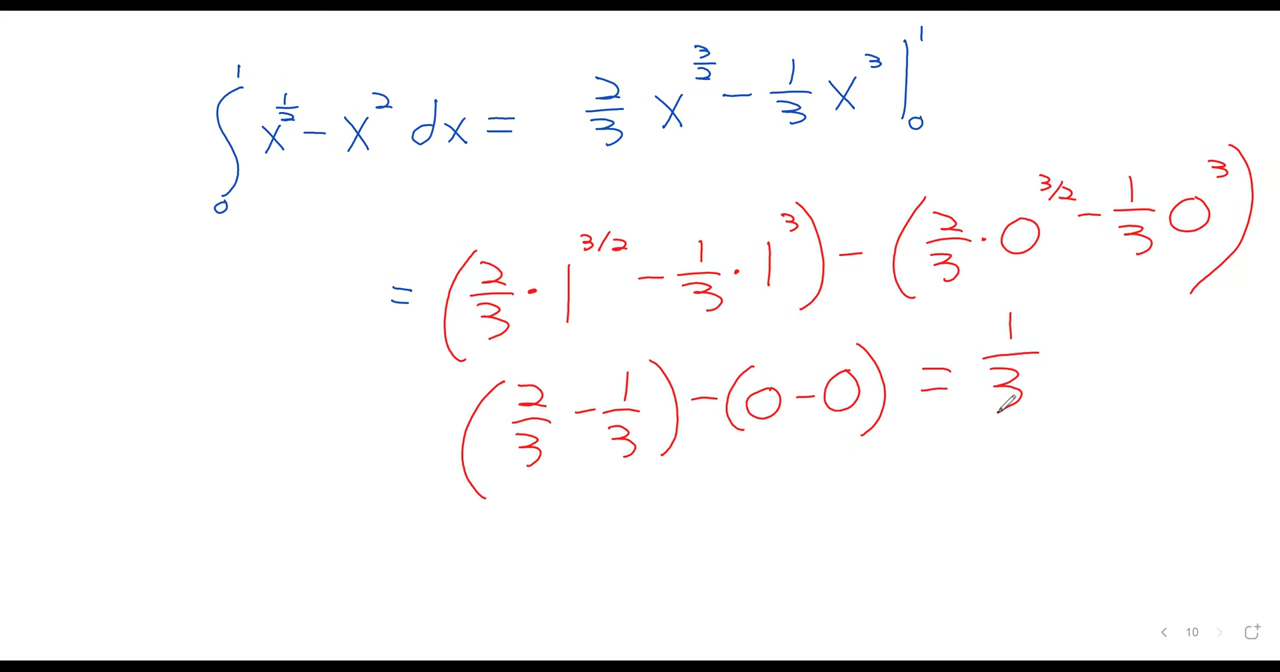 ∫₀¹ x^{1/2} - x² dx = 2/3 x^{3/2} - 1/3 x³ |₀¹
= (2/3 · 1^{3/2} - 1/3 · 1³) - (2/3 · 0^{3/2} - 1/3 0³)
(2/3 - 1/3) - (0 - 0) = 1/3
< 10 >